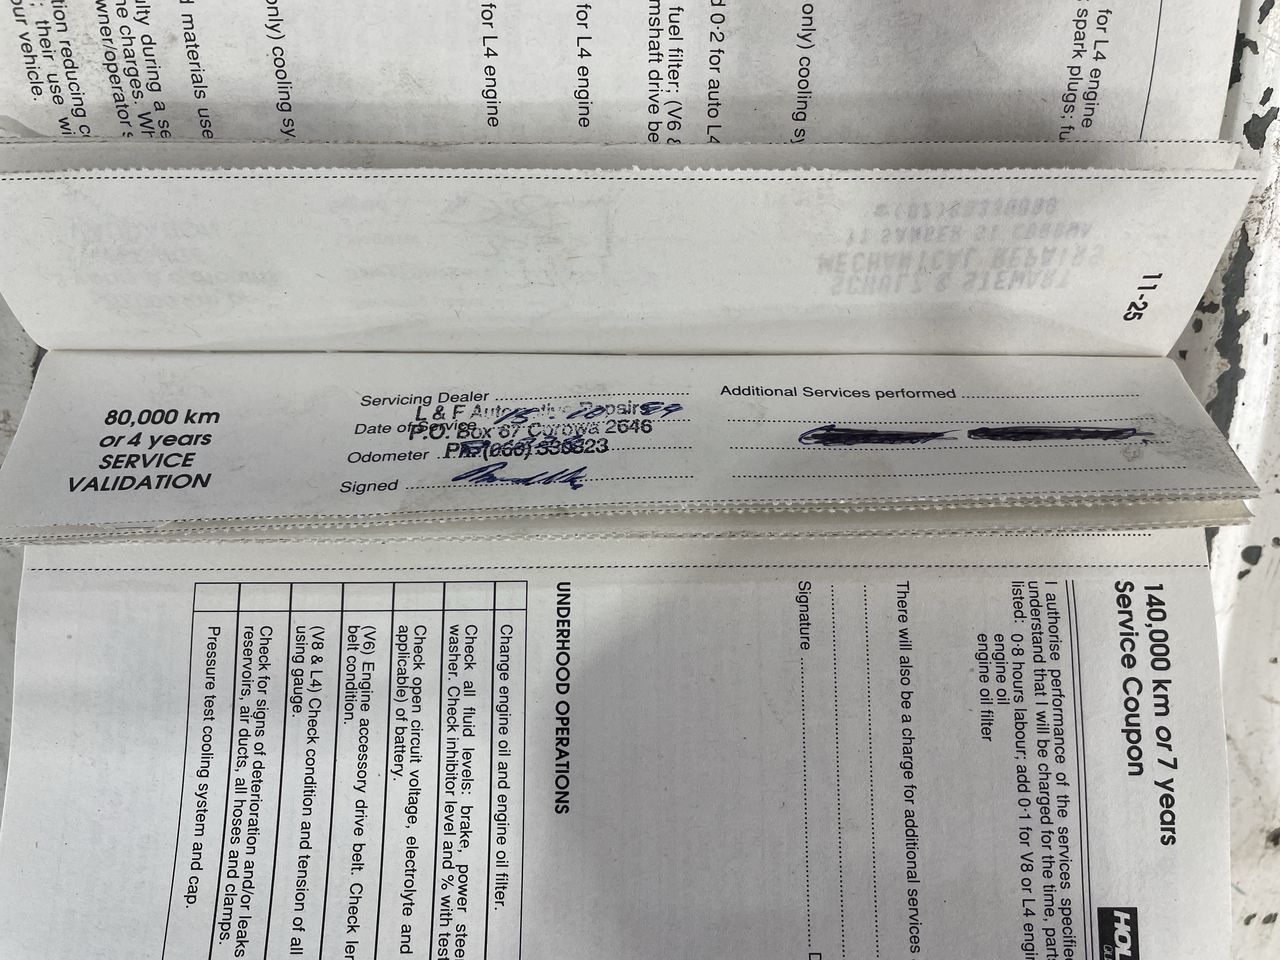 for L4 engine
spark plugs; fu
only) cooling sy
0·2 for auto L4
fuel filter; (V6 &
mshaft drive be
for L4 engine
for L4 engine
only) cooling sy
materials use
ulty during a se
ne charges. Wh
wner/operator's
tion reducing
their use wi
our vehicle.
SCHULZ & STEWART
MECHANICAL REPAIRS
11 SANGER ST COROWA
11-25
80,000 km
or 4 years
SERVICE
VALIDATION
Servicing Dealer
L & F Automotive Repairs
Date of Service
P.O. Box 67 Corowa 2646
Odometer
Signed
Additional Services performed
140,000 km or 7 years
Service Coupon
I authorise performance of the services specifie
understand that I will be charged for the time, parts
listed: 0·8 hours labour; add 0·1 for V8 or L4 engin
engine oil
engine oil filter
There will also be a charge for additional services
Signature
HOL
UNDERHOOD OPERATIONS
Change engine oil and engine oil filter.
Check all fluid levels: brake, power steer
washer. Check inhibitor level and % with test
Check open circuit voltage, electrolyte and
applicable) of battery.
(V6) Engine accessory drive belt. Check len
belt condition.
(V8 & L4) Check condition and tension of all
using gauge.
Check for signs of deterioration and/or leaks
reservoirs, air ducts, all hoses and clamps.
Pressure test cooling system and cap.